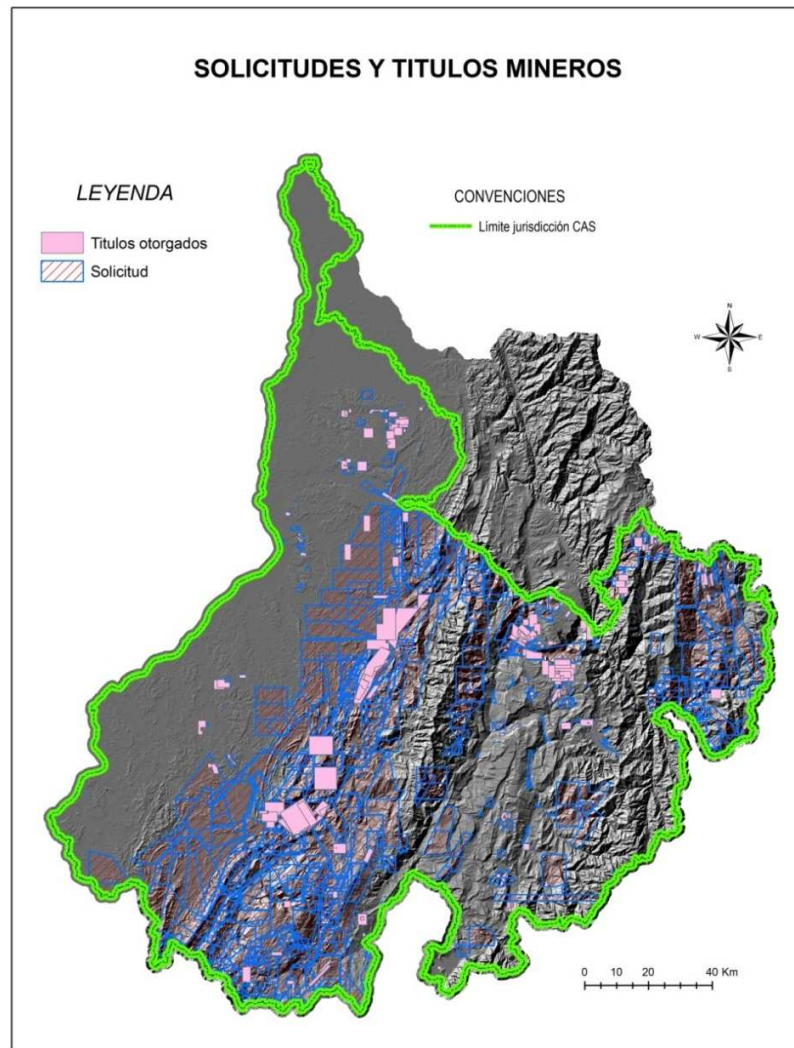 SOLICITUDES Y TITULOS MINEROS
LEYENDA
Titulos otorgados
Solicitud
CONVENCIONES
Límite jurisdicción CAS
N
W
E
S
0 10 20 40 Km